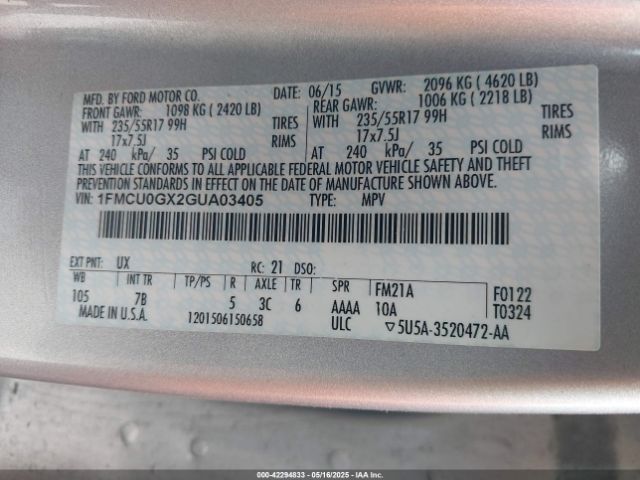 MFD. BY FORD MOTOR CO.
DATE: 06/15 GVWR: 2096 KG ( 4620 LB)
FRONT GAWR: 1098 KG ( 2420 LB) REAR GAWR: 1006 KG ( 2218 LB)
WITH 235/55R17 99H TIRES WITH 235/55R17 99H TIRES
17x7.5J 17x7.5J
AT 240 kPa/ 35 PSI COLD AT 240 kPa/ 35 PSI COLD
THIS VEHICLE CONFORMS TO ALL APPLICABLE FEDERAL MOTOR VEHICLE SAFETY AND THEFT
PREVENTION STANDARDS IN EFFECT ON THE DATE OF MANUFACTURE SHOWN ABOVE.
VIN: 1FMCU0GX2GUA03405 TYPE: MPV
EXT PNT: UX RC: 21 DSO:
WB INT TR TP/PS R AXLE TR SPR FM21A F0122
105 7B 5 3C 6 AAAA 10A T0324
MADE IN U.S.A. 1201506150658 ULC ▽5U5A-3520472-AA
000-42294833 - 05/16/2025 - IAAI.COM